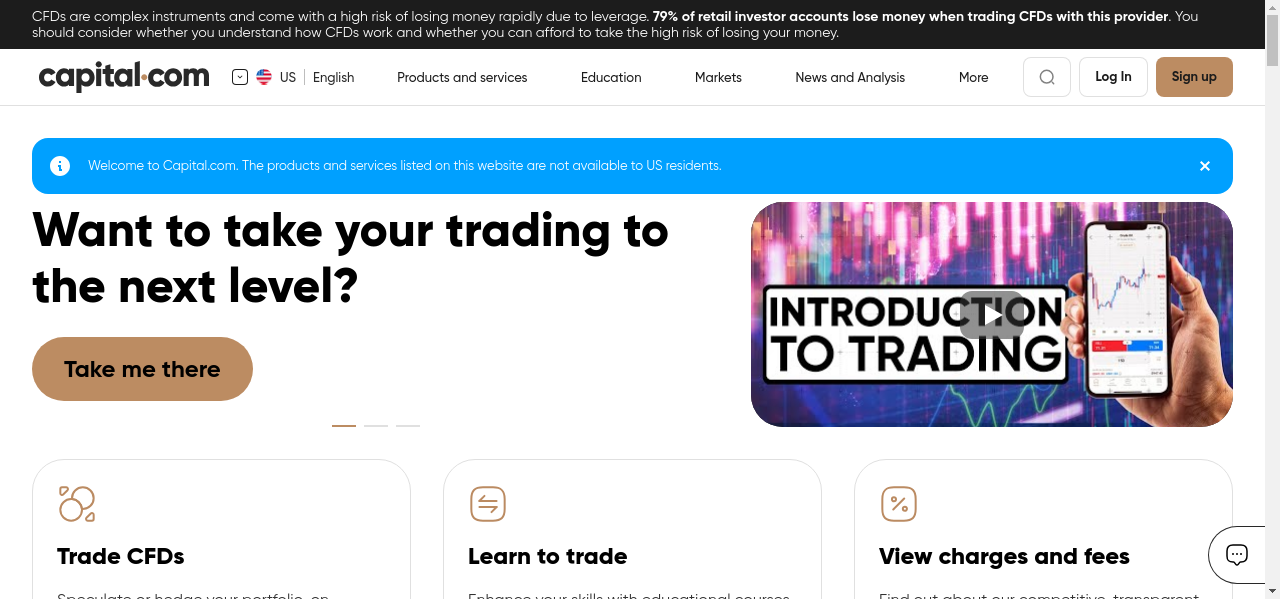 CFDs are complex instruments and come with a high risk of losing money rapidly due to leverage. 79% of retail investor accounts lose money when trading CFDs with this provider. You
should consider whether you understand how CFDs work and whether you can afford to take the high risk of losing your money.
capital.com
US English
Products and services
Education
Markets
News and Analysis
More
Log In
Sign up
Welcome to Capital.com. The products and services listed on this website are not available to US residents.
Want to take your trading to
the next level?
Take me there
INTRODUCTION
TO TRADING
Trade CFDs
Speculate or hedge your portfolio, on
Learn to trade
Enhance your skills with educational courses
View charges and fees
Find out about our competitive, transparent